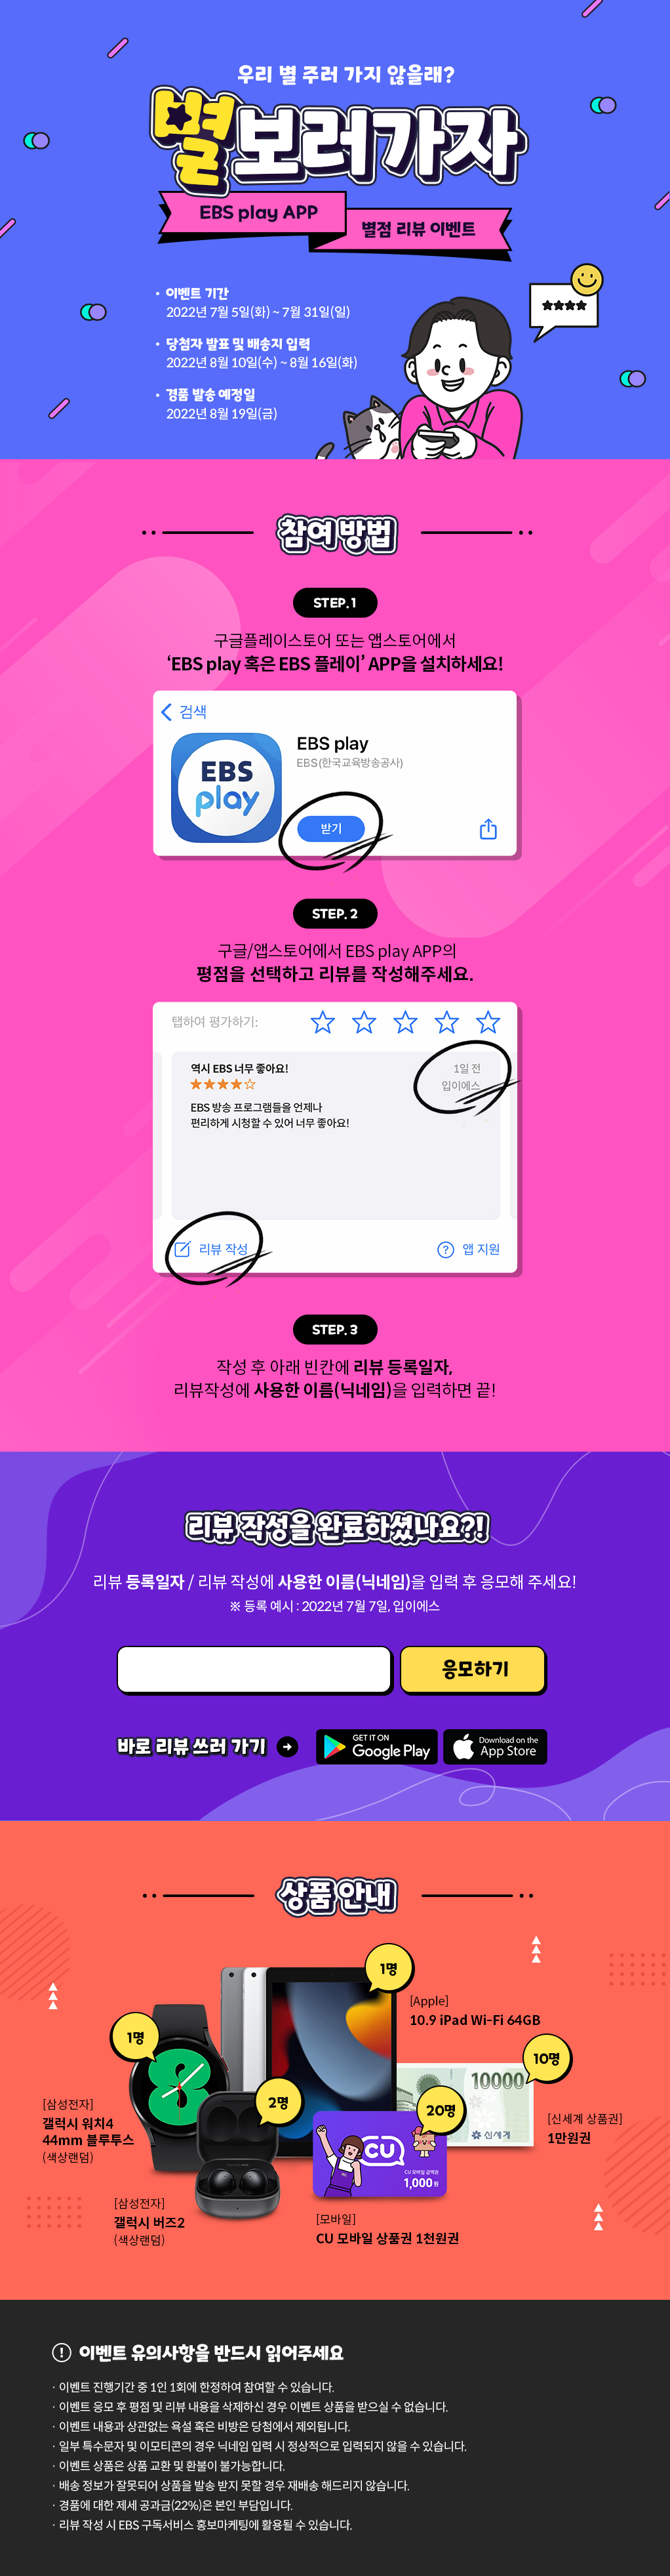 우리 별 주러 가지 않을래?
별 보러가자
EBS play APP
별점 리뷰 이벤트
• 이벤트 기간
2022년 7월 5일(화) ~ 7월 31일(일)
• 당첨자 발표 및 배송지 입력
2022년 8월 10일(수) ~ 8월 16일(화)
• 경품 발송 예정일
2022년 8월 19일(금)
참여 방법
STEP. 1
구글플레이스토어 또는 앱스토어에서
‘EBS play 혹은 EBS 플레이’ APP을 설치하세요!
검색
EBS play
EBS play
EBS(한국교육방송공사)
받기
STEP. 2
구글/앱스토어에서 EBS play APP의
평점을 선택하고 리뷰를 작성해주세요.
탭하여 평가하기:
역시 EBS 너무 좋아요!
1일 전
입이에스
EBS 방송 프로그램들을 언제나
편리하게 시청할 수 있어 너무 좋아요!
리뷰 작성
앱 지원
STEP. 3
작성 후 아래 빈칸에 리뷰 등록일자,
리뷰작성에 사용한 이름(닉네임)을 입력하면 끝!
리뷰 작성을 완료하셨나요?!
리뷰 등록일자 / 리뷰 작성에 사용한 이름(닉네임)을 입력 후 응모해 주세요!
※ 등록 예시 : 2022년 7월 7일, 입이에스
응모하기
바로 리뷰 쓰러 가기
GET IT ON
Google Play
Download on the
App Store
상품 안내
1명
[Apple]
10.9 iPad Wi-Fi 64GB
1명
[삼성전자]
갤럭시 워치4
44mm 블루투스
(색상랜덤)
2명
[삼성전자]
갤럭시 버즈2
(색상랜덤)
20명
CU
CU 모바일 금액권
1,000원
[모바일]
CU 모바일 상품권 1천원권
10명
10000
신세계
[신세계 상품권]
1만원권
이벤트 유의사항을 반드시 읽어주세요
· 이벤트 진행기간 중 1인 1회에 한정하여 참여할 수 있습니다.
· 이벤트 응모 후 평점 및 리뷰 내용을 삭제하신 경우 이벤트 상품을 받으실 수 없습니다.
· 이벤트 내용과 상관없는 욕설 혹은 비방은 당첨에서 제외됩니다.
· 일부 특수문자 및 이모티콘의 경우 닉네임 입력 시 정상적으로 입력되지 않을 수 있습니다.
· 이벤트 상품은 상품 교환 및 환불이 불가능합니다.
· 배송 정보가 잘못되어 상품을 발송 받지 못할 경우 재배송 해드리지 않습니다.
· 경품에 대한 제세 공과금(22%)은 본인 부담입니다.
· 리뷰 작성 시 EBS 구독서비스 홍보마케팅에 활용될 수 있습니다.